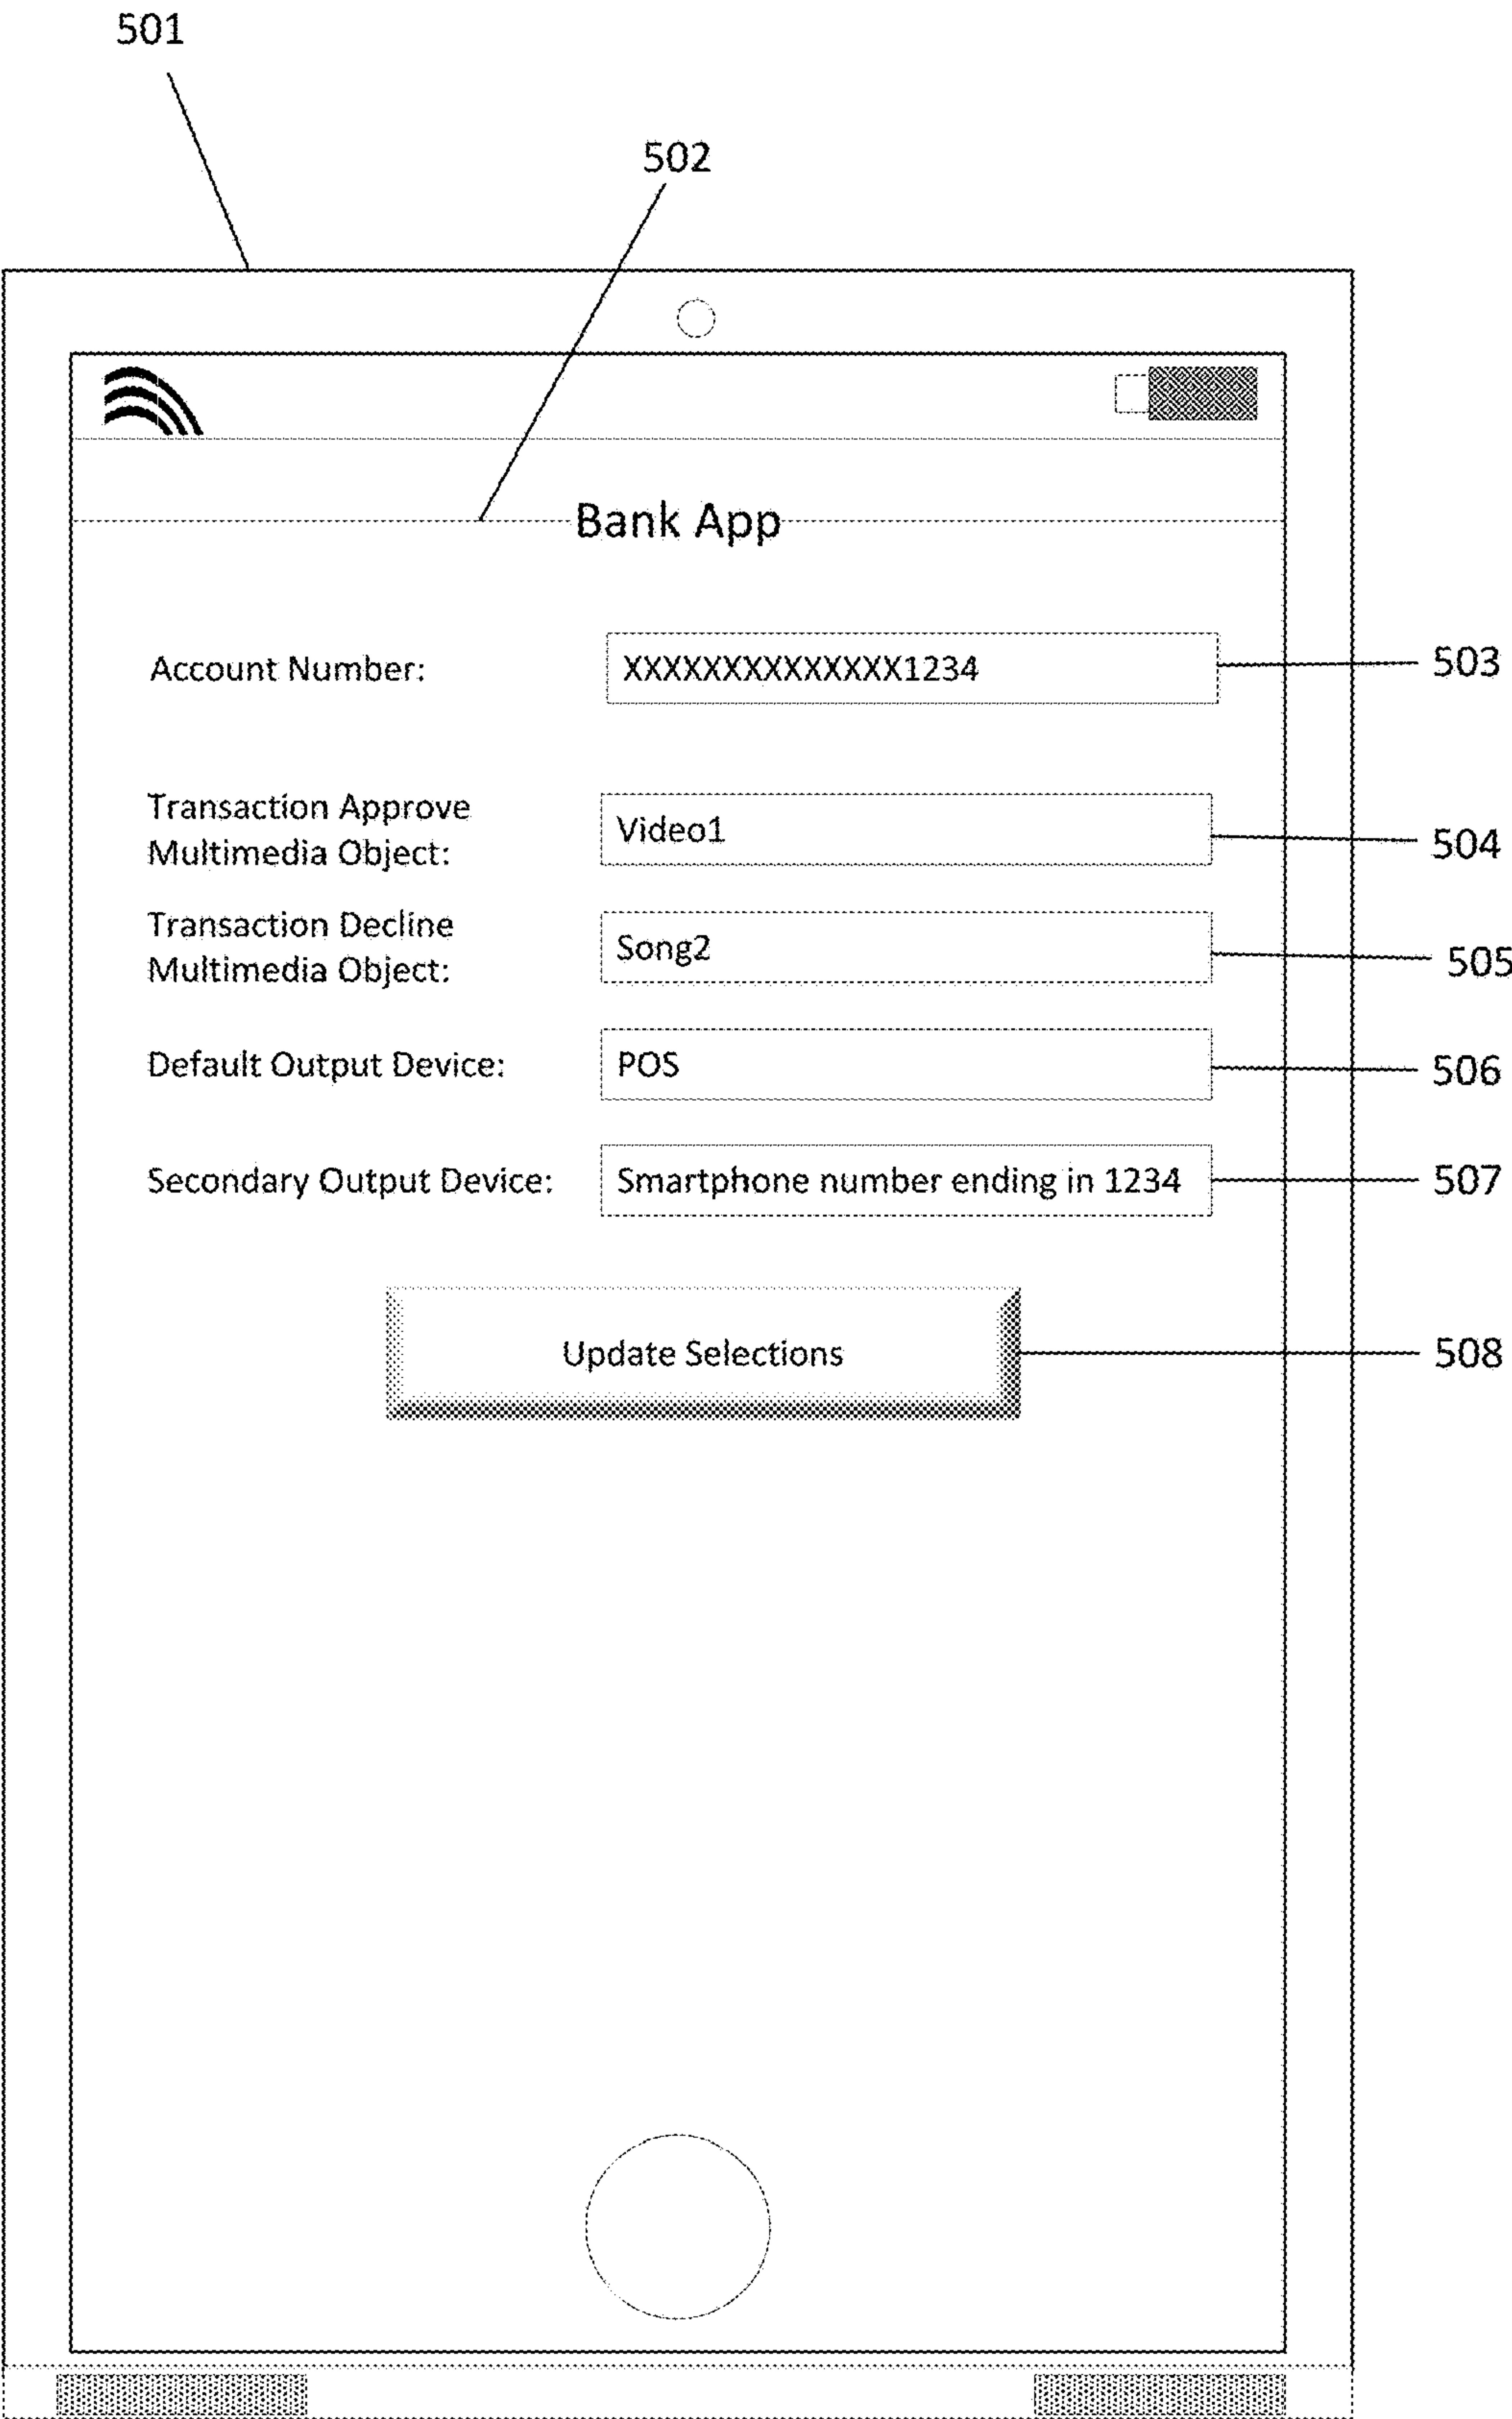 501
502
Bank App
Account Number:
XXXXXXXXXXXXXX1234
503
Transaction Approve
Multimedia Object:
Video1
504
Transaction Decline
Multimedia Object:
Song2
505
Default Output Device:
POS
506
Secondary Output Device:
Smartphone number ending in 1234
507
Update Selections
508